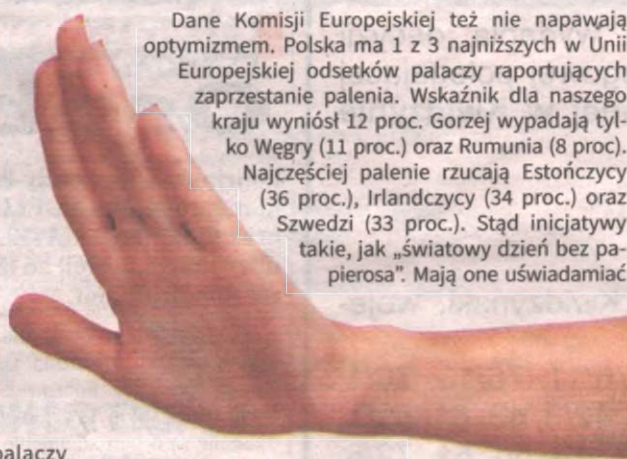 Dane Komisji Europejskiej też nie napawają
optymizmem. Polska ma 1 z 3 najniższych w Unii
Europejskiej odsetków palaczy raportujących
zaprzestanie palenia. Wskaźnik dla naszego
kraju wyniósł 12 proc. Gorzej wypadają tyl-
ko Węgry (11 proc.) oraz Rumunia (8 proc).
Najczęściej palenie rzucają Estończycy
(36 proc.), Irlandczycy (34 proc.) oraz
Szwedzi (33 proc.). Stąd inicjatywy
takie, jak „światowy dzień bez pa-
pierosa”. Mają one uświadamiać
palaczy